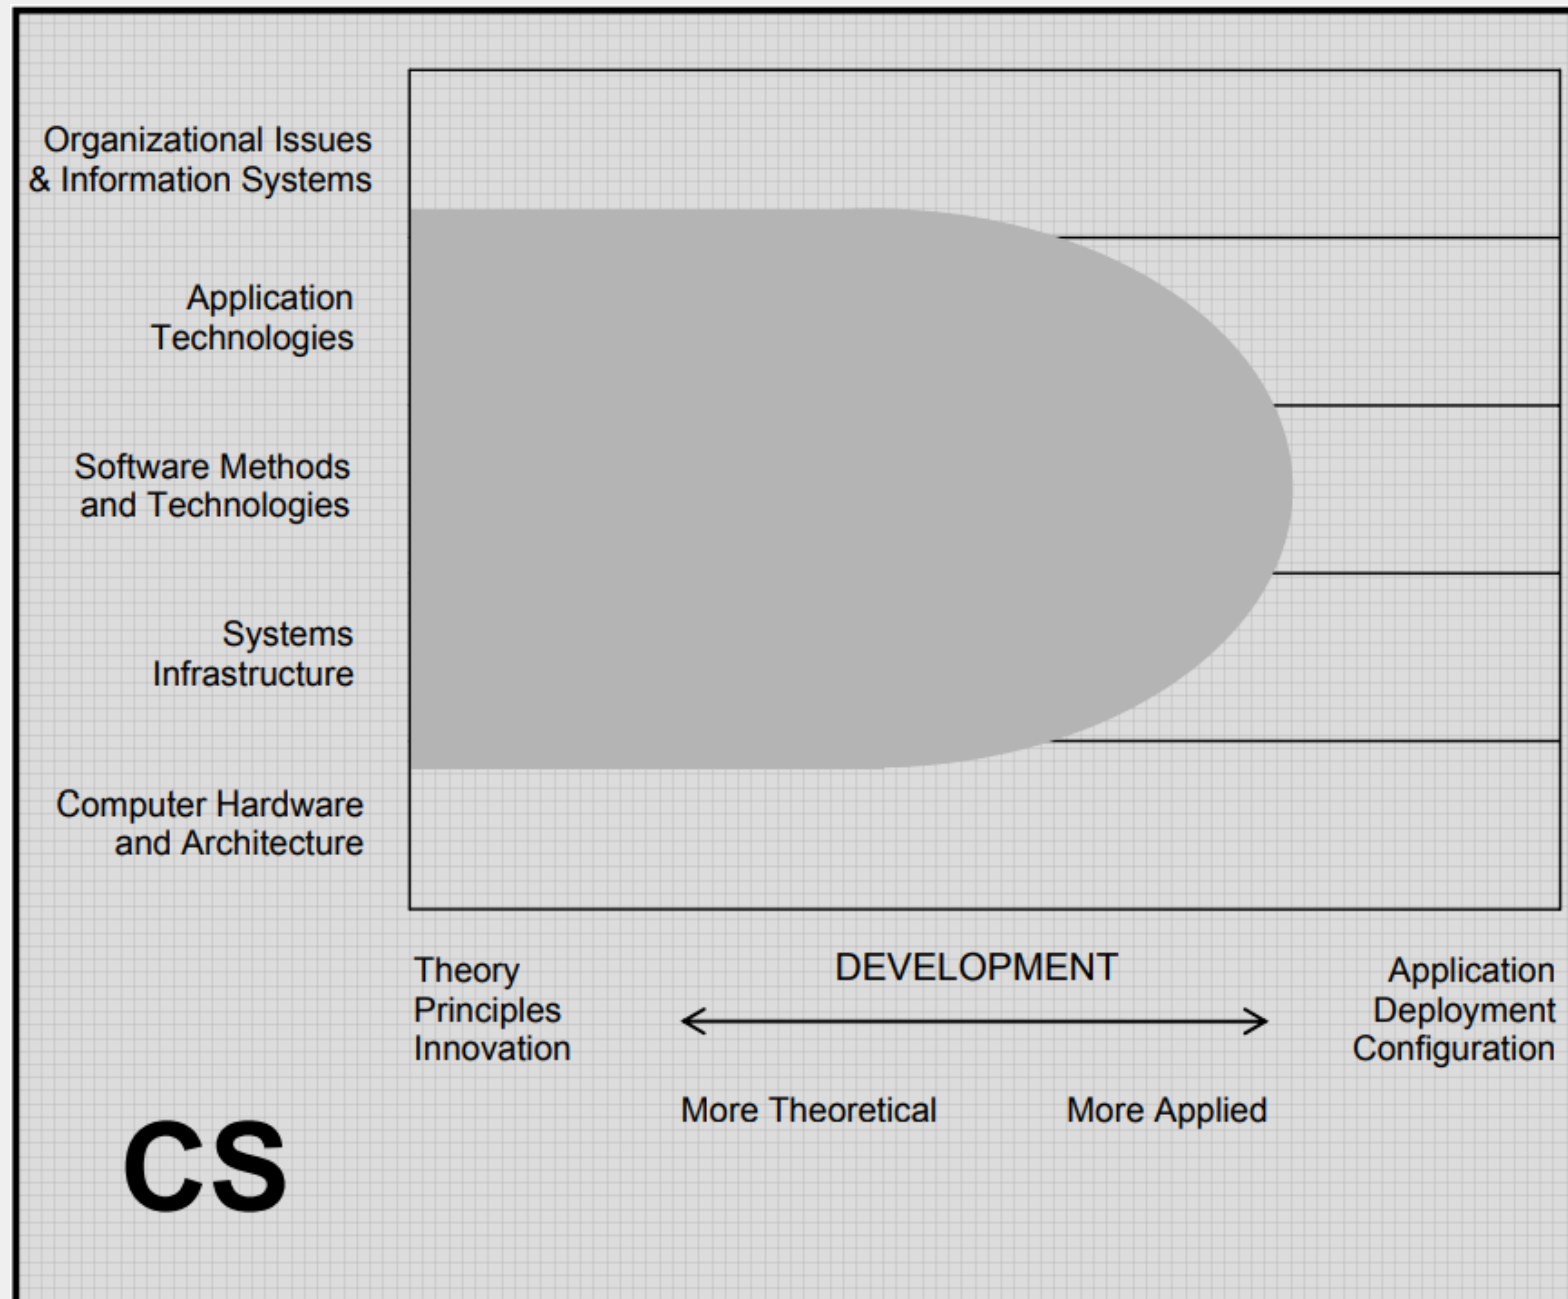 Organizational Issues
& Information Systems
Application
Technologies
Software Methods
and Technologies
Systems
Infrastructure
Computer Hardware
and Architecture
Theory
Principles
Innovation
DEVELOPMENT
Application
Deployment
Configuration
More Theoretical
More Applied
CS